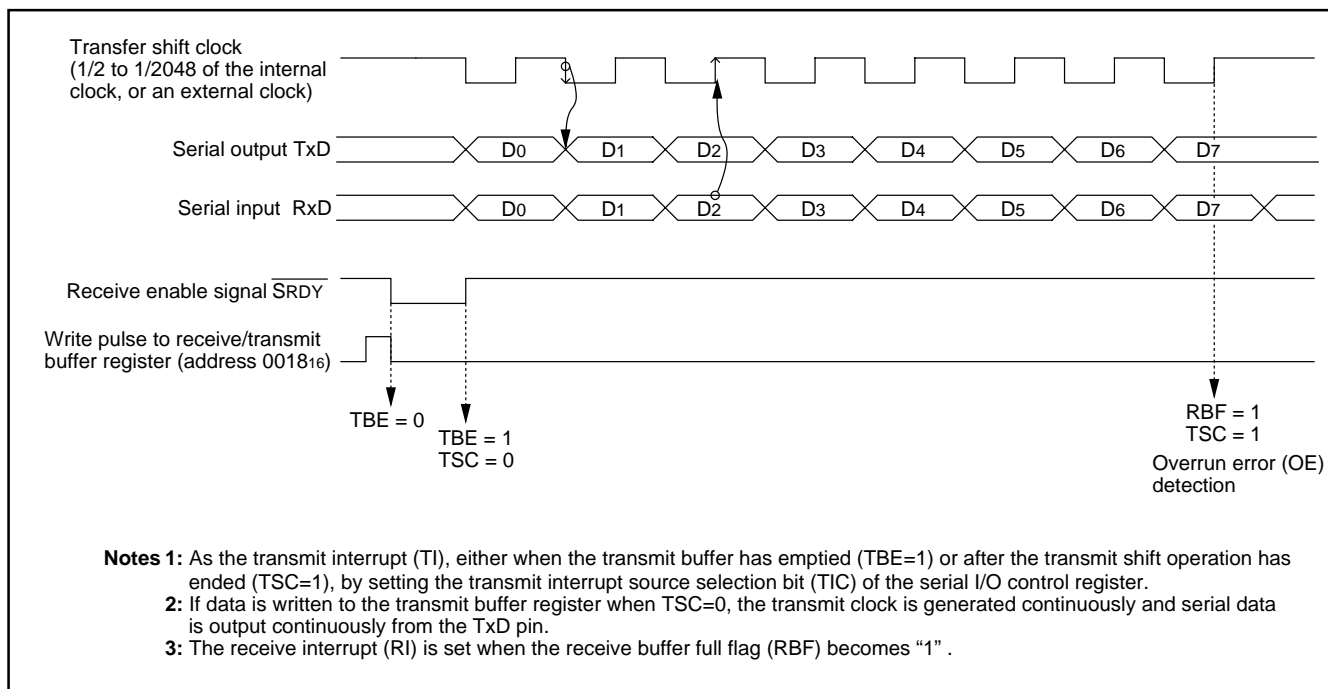 Transfer shift clock
(1/2 to 1/2048 of the internal
clock, or an external clock)
Serial output TxD
D0 D1 D2 D3 D4 D5 D6 D7
Serial input RxD
D0 D1 D2 D3 D4 D5 D6 D7
Receive enable signal SRDY
Write pulse to receive/transmit
buffer register (address 001816)
TBE = 0
TBE = 1
TSC = 0
RBF = 1
TSC = 1
Overrun error (OE)
detection
Notes 1: As the transmit interrupt (TI), either when the transmit buffer has emptied (TBE=1) or after the transmit shift operation has
ended (TSC=1), by setting the transmit interrupt source selection bit (TIC) of the serial I/O control register.
2: If data is written to the transmit buffer register when TSC=0, the transmit clock is generated continuously and serial data
is output continuously from the TxD pin.
3: The receive interrupt (RI) is set when the receive buffer full flag (RBF) becomes “1” .